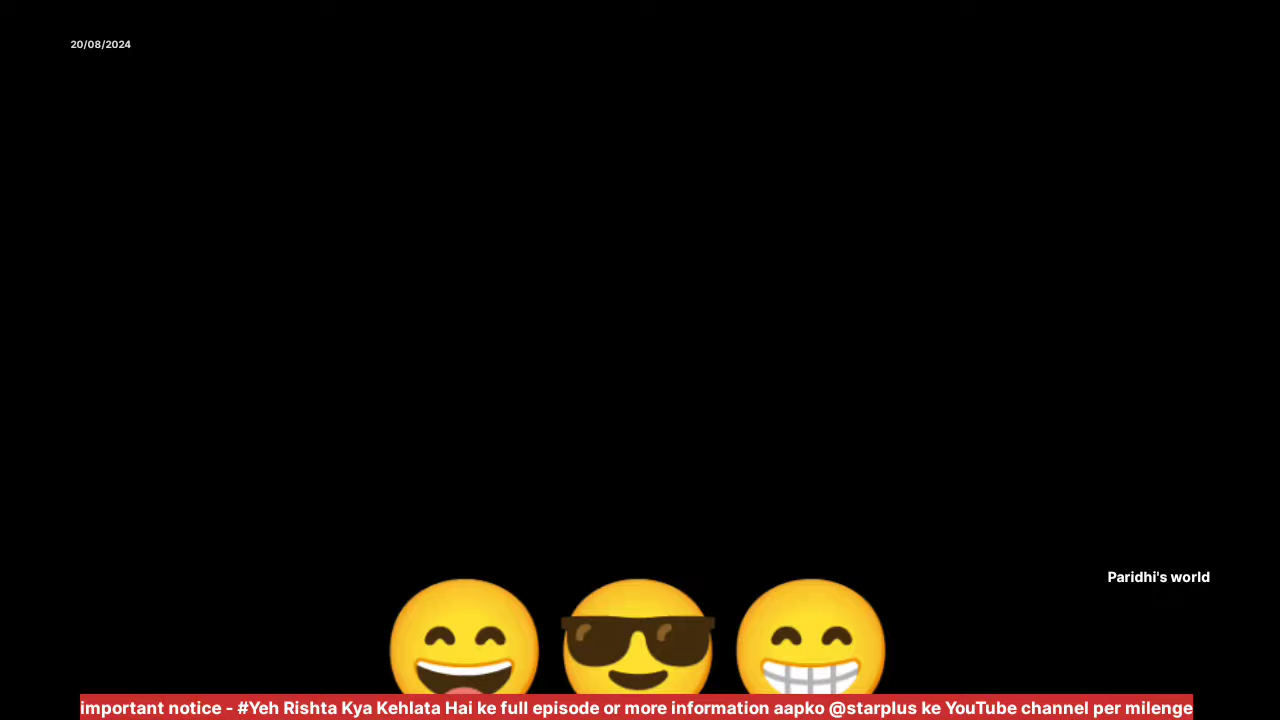 20/08/2024
Paridhi's world
important notice - #Yeh Rishta Kya Kehlata Hai ke full episode or more information aapko @starplus ke YouTube channel per milenge